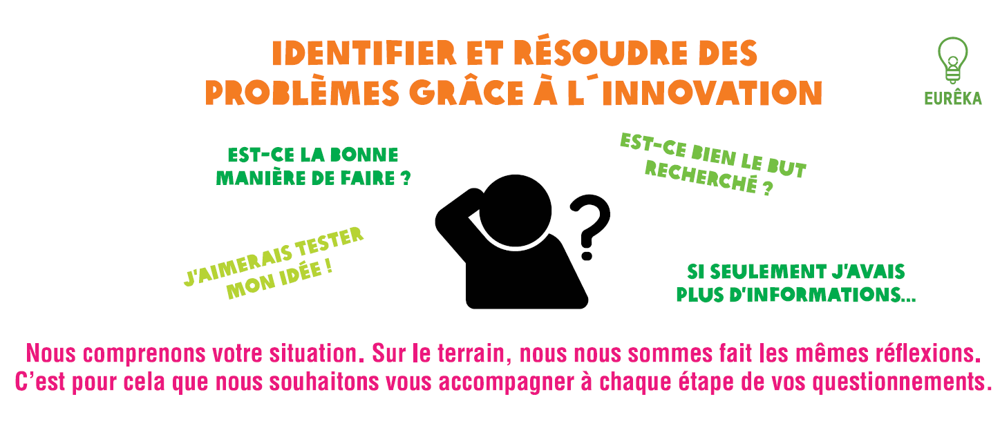 IDENTIFIER ET RÉSOUDRE DES
PROBLÈMES GRÂCE À L´INNOVATION
EURÊKA
EST-CE LA BONNE
MANIÈRE DE FAIRE ?
EST-CE BIEN LE BUT
RECHERCHÉ ?
?
J'AIMERAIS TESTER
MON IDÉE !
SI SEULEMENT J'AVAIS
PLUS D'INFORMATIONS...
Nous comprenons votre situation. Sur le terrain, nous nous sommes fait les mêmes réflexions.
C'est pour cela que nous souhaitons vous accompagner à chaque étape de vos questionnements.